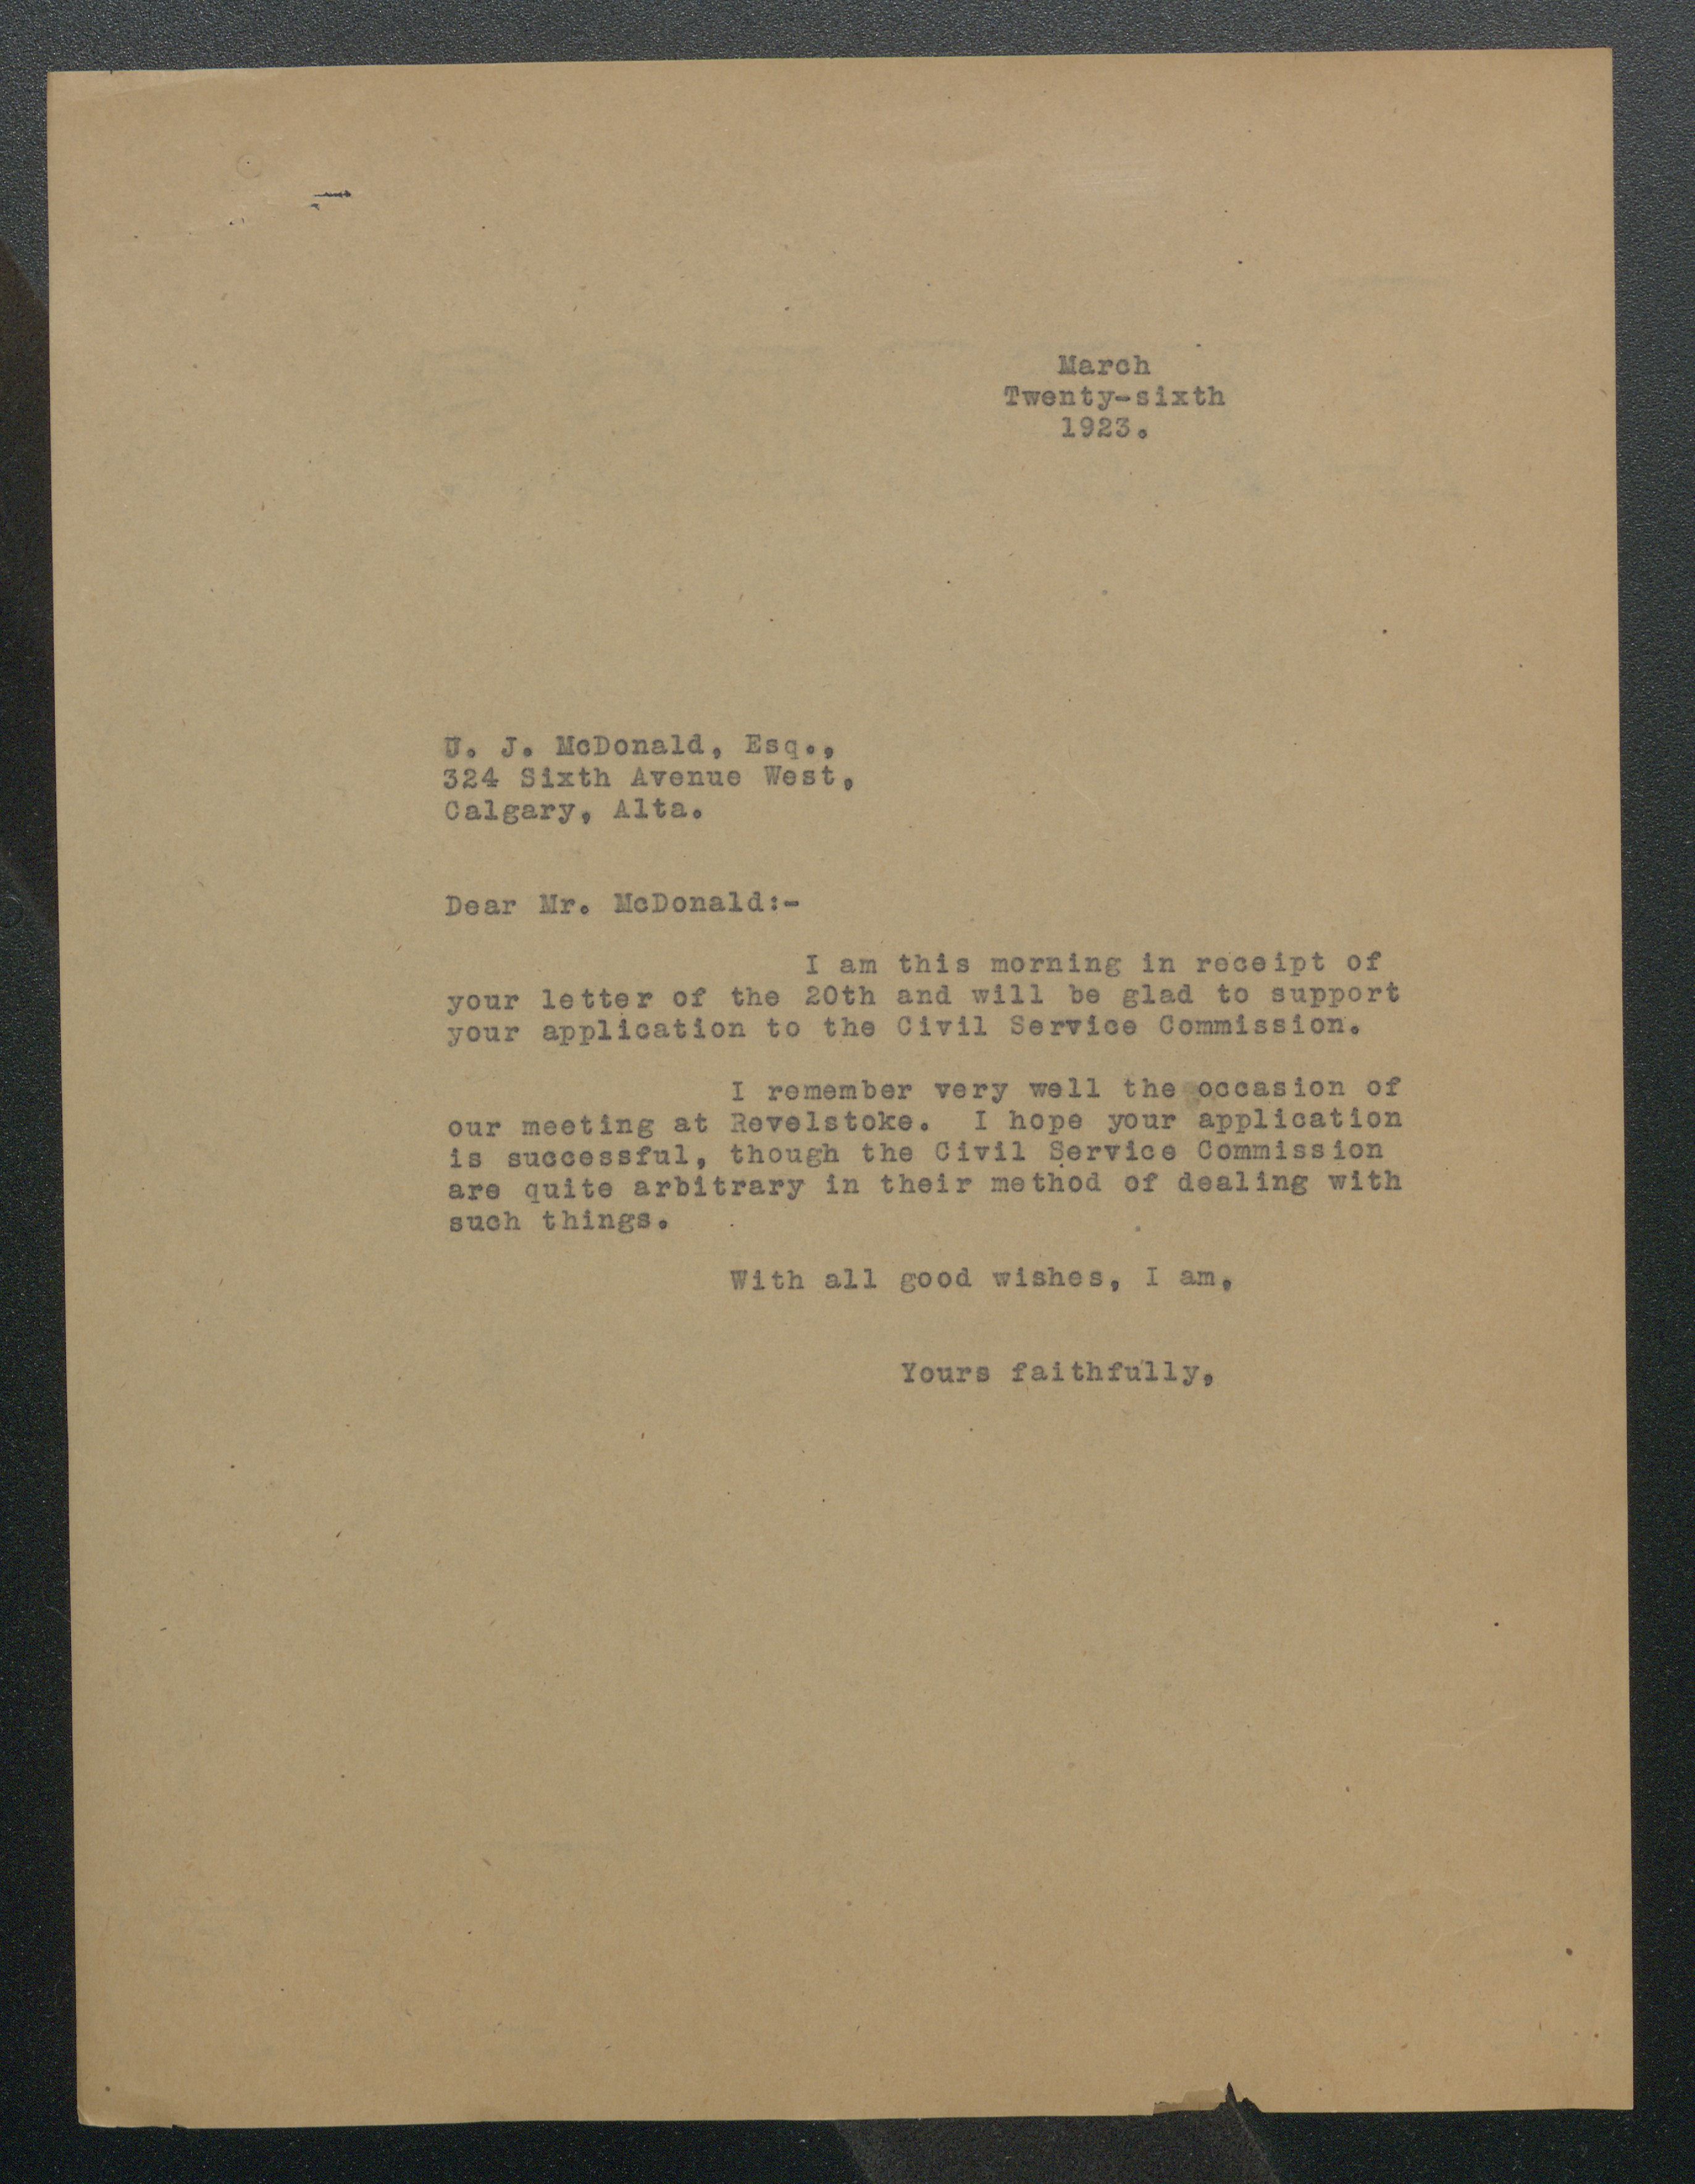 March
Twenty-sixth
1923.
U. J. McDonald, Esq.,
324 Sixth Avenue West,
Calgary, Alta.
Dear Mr. McDonald:-
I am this morning in receipt of
your letter of the 20th and will be glad to support
your application to the Civil Service Commission.
I remember very well the occasion of
our meeting at Revelstoke. I hope your application
is successful, though the Civil Service Commission
are quite arbitrary in their method of dealing with
such things.
With all good wishes, I am,
Yours faithfully,